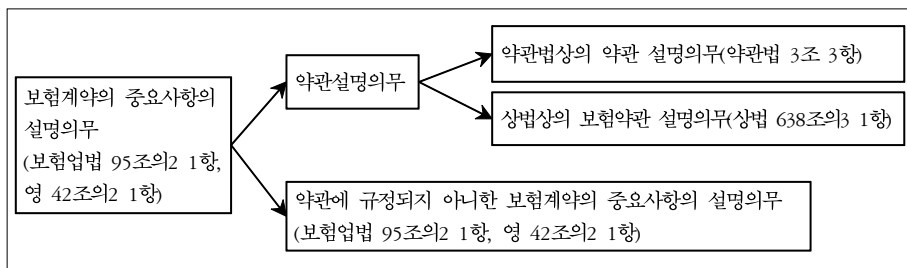 보험계약의 중요사항의
설명의무
(보험업법 95조의2 1항,
영 42조의2 1항)
약관설명의무
약관법상의 약관 설명의무(약관법 3조 3항)
상법상의 보험약관 설명의무(상법 638조의3 1항)
약관에 규정되지 아니한 보험계약의 중요사항의 설명의무
(보험업법 95조의2 1항, 영 42조의2 1항)